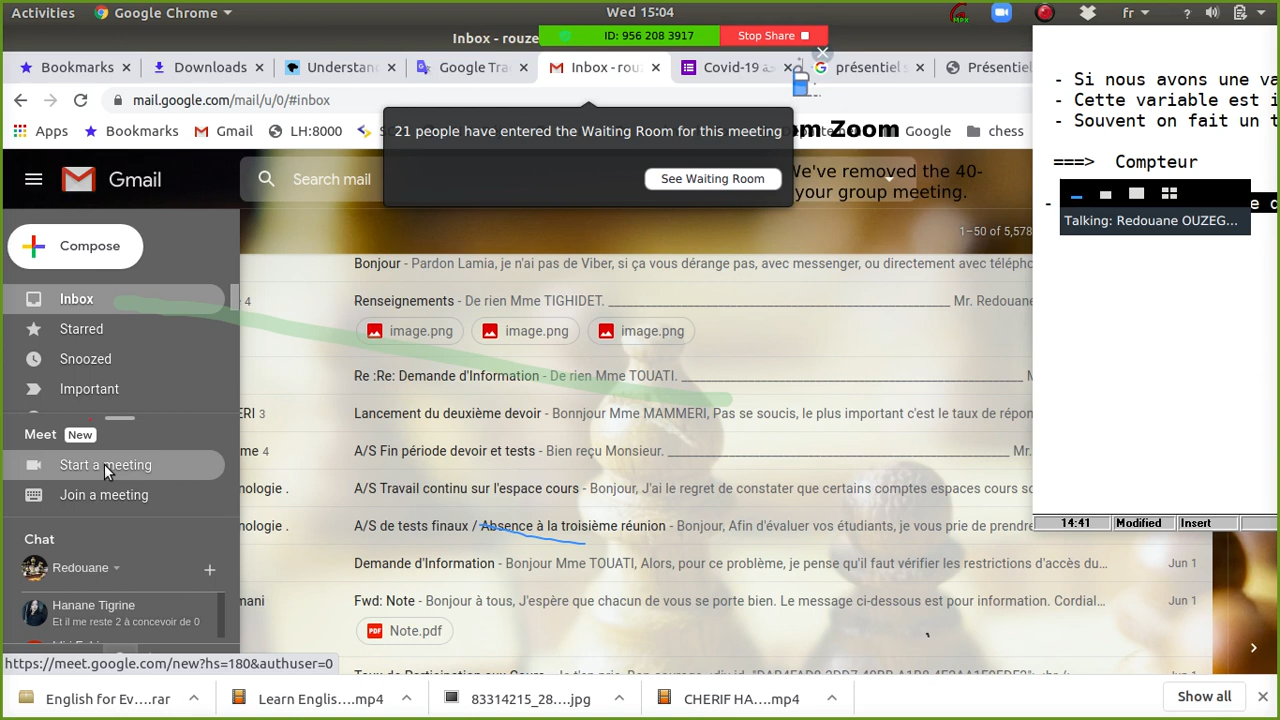 Activities Google Chrome Wed 15:04 fr ?
Inbox - rouze ID: 956 208 3917 Stop Share
Bookmarks Downloads Understan Google Tra Inbox - rou Covid-19 présentiel s Présentiel
mail.google.com/mail/u/0/#inbox
Apps Bookmarks Gmail LH:8000 om Zoom Google chess
21 people have entered the Waiting Room for this meeting
See Waiting Room
We've removed the 40-
your group meeting.
Gmail Search mail
Compose
1–50 of 5,578
Inbox 4
Starred
Snoozed
Important
Meet New
Start a meeting
Join a meeting
Chat
Redouane
Hanane Tigrine
Et il me reste 2 à concevoir de 0
Bonjour - Pardon Lamia, je n'ai pas de Viber, si ça vous dérange pas, avec messenger, ou directement avec télépho
Renseignements - De rien Mme TIGHIDET. Mr. Redouane
image.png image.png image.png
Re :Re: Demande d'Information - De rien Mme TOUATI. M
ERI 3 Lancement du deuxième devoir - Bonnjour Mme MAMMERI, Pas se soucis, le plus important c'est le taux de répon
me 4 A/S Fin période devoir et tests - Bien reçu Monsieur. Mr.
nologie . A/S Travail continu sur l'espace cours - Bonjour, J'ai le regret de constater que certains comptes espaces cours so
nologie . A/S de tests finaux / Absence à la troisième réunion - Bonjour, Afin d'évaluer vos étudiants, je vous prie de prendre
Demande d'Information - Bonjour Mme TOUATI, Alors, pour ce problème, je pense qu'il faut vérifier les restrictions d'accès du... Jun 1
mani Fwd: Note - Bonjour à tous, J'espère que chacun de vous se porte bien. Le message ci-dessous est pour information. Cordial... Jun 1
Note.pdf
- Si nous avons une va
- Cette variable est i
- Souvent on fait un t
===> Compteur
-
Talking: Redouane OUZEG...
14:41 Modified Insert
https://meet.google.com/new?hs=180&authuser=0
English for Ev....rar Learn Englis....mp4 83314215_28....jpg CHERIF HA....mp4 Show all